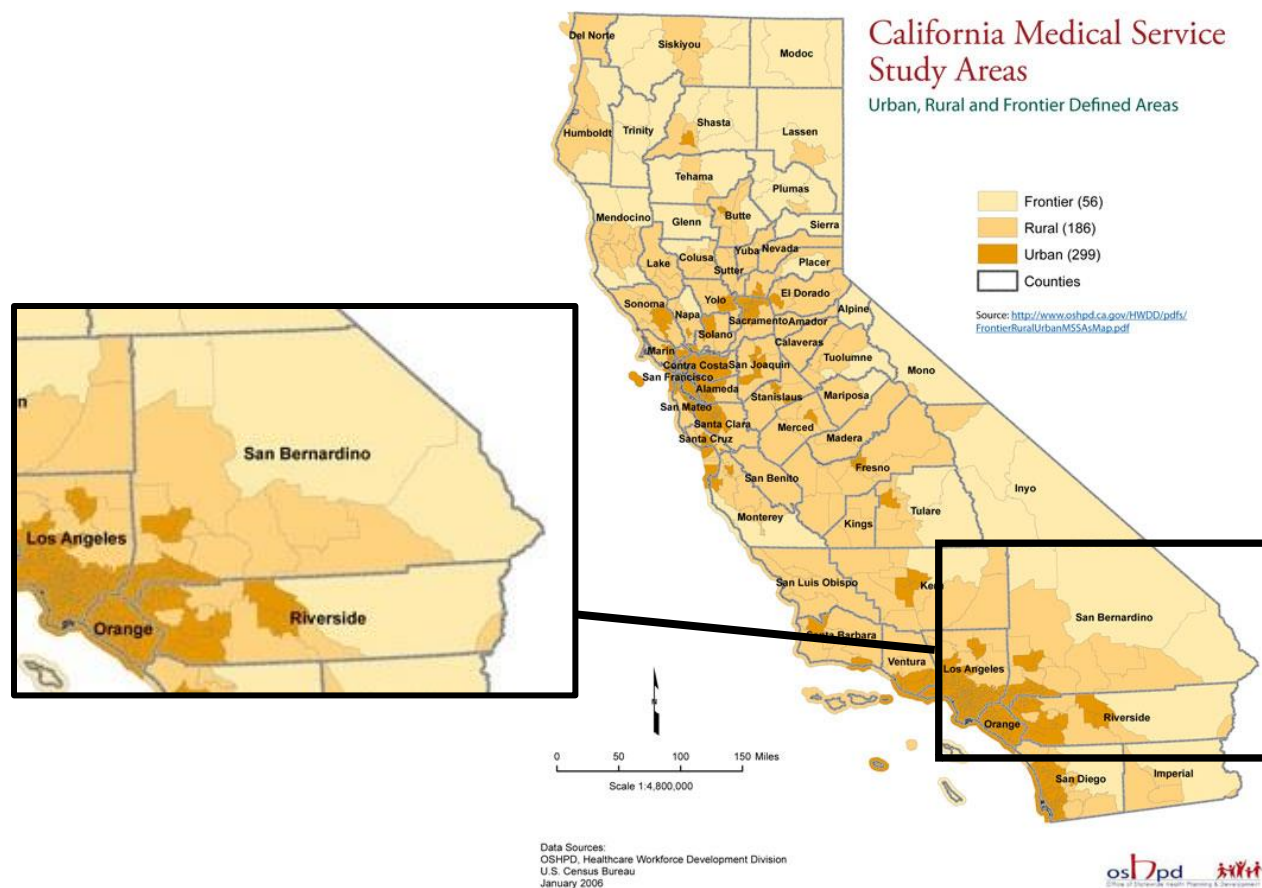 California Medical Service
Study Areas
Urban, Rural and Frontier Defined Areas
Frontier (56)
Rural (186)
Urban (299)
Counties
Source: http://www.oshpd.ca.gov/HWDD/pdfs/
FrontierRuralUrbanMSSAsMap.pdf
Del Norte
Siskiyou
Modoc
Humboldt
Trinity
Shasta
Lassen
Tehama
Plumas
Mendocino
Glenn
Butte
Sierra
Lake
Colusa
Sutter
Yuba
Nevada
Placer
Sonoma
Napa
Yolo
El Dorado
Alpine
Solano
Sacramento
Amador
Calaveras
Marin
Contra Costa
San Joaquin
Tuolumne
Mono
San Francisco
Alameda
Stanislaus
Mariposa
San Mateo
Santa Clara
Merced
Madera
Santa Cruz
San Benito
Fresno
Inyo
Monterey
Kings
Tulare
San Luis Obispo
Kern
San Bernardino
Santa Barbara
Ventura
Los Angeles
Orange
Riverside
San Diego
Imperial
n
San Bernardino
Los Angeles
Orange
Riverside
N
0 50 100 150 Miles
Scale 1:4,800,000
Data Sources:
OSHPD, Healthcare Workforce Development Division
U.S. Census Bureau
January 2006
oshpd
Office of Statewide Health Planning & Development